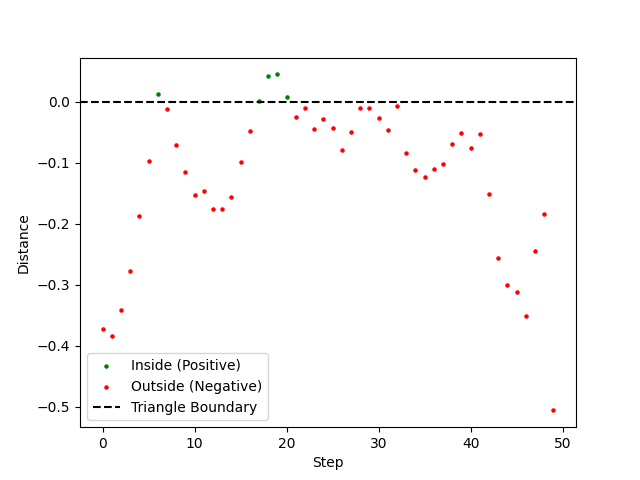 0.0
−0.1
−0.2
−0.3
−0.4
−0.5
Distance
Inside (Positive)
Outside (Negative)
Triangle Boundary
0 10 20 30 40 50
Step